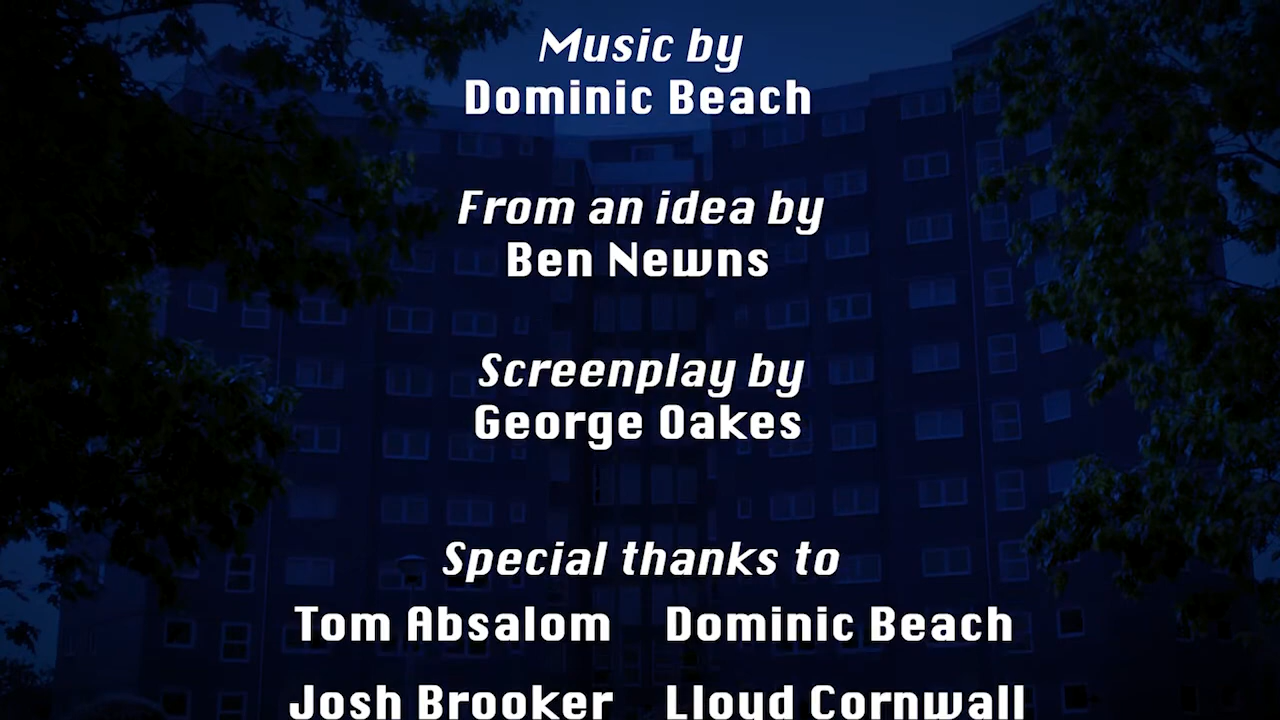 Music by
Dominic Beach
From an idea by
Ben Newns
Screenplay by
George Oakes
Special thanks to
Tom Absalom Dominic Beach
Josh Brooker Lloyd Cornwall